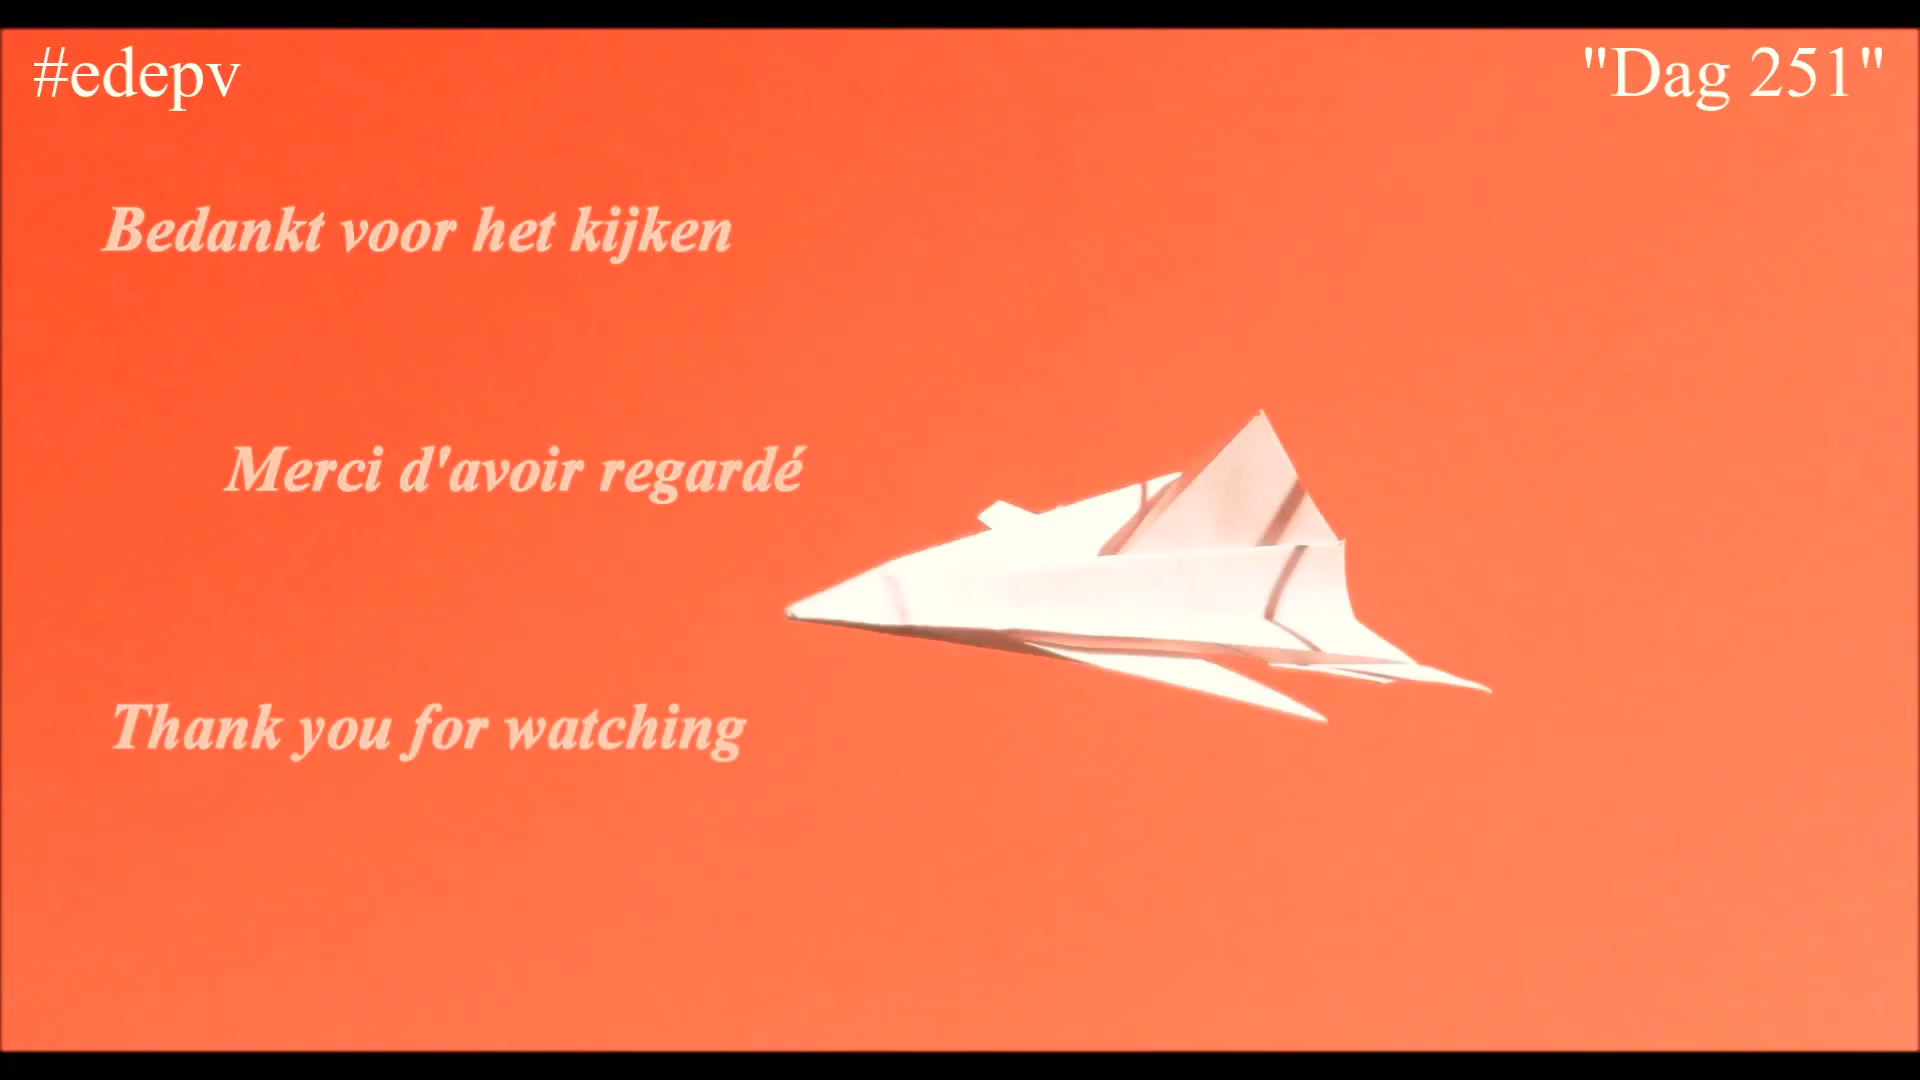 #edepv
"Dag 251"
Bedankt voor het kijken
Merci d'avoir regardé
Thank you for watching